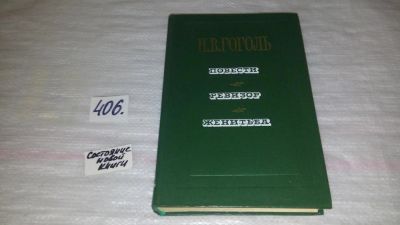 Н.В.ГОГОЛЬ
ПОВЕСТИ
РЕВИЗОР
ЖЕНИТЬБА
406.
Состояние
новой
книги